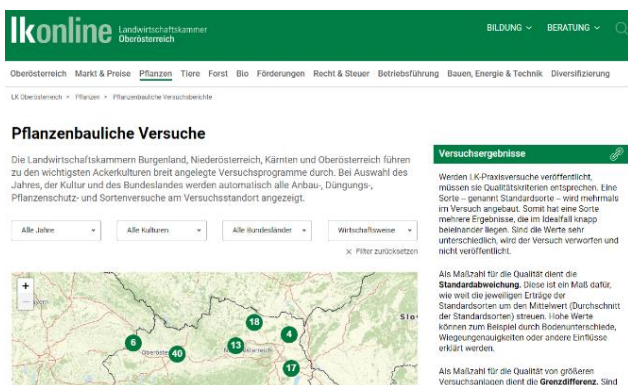 lkonline Landwirtschaftskammer
Oberösterreich
BILDUNG BERATUNG
Oberösterreich Markt & Preise Pflanzen Tiere Forst Bio Förderungen Recht & Steuer Betriebsführung Bauen, Energie & Technik Diversifizierung
LK Oberösterreich > Pflanzen > Pflanzenbauliche Versuchsberichte
Pflanzenbauliche Versuche
Die Landwirtschaftskammern Burgenland, Niederösterreich, Kärnten und Oberösterreich führen
zu den wichtigsten Ackerkulturen breit angelegte Versuchsprogramme durch. Bei Auswahl des
Jahres, der Kultur und des Bundeslandes werden automatisch alle Anbau-, Düngungs-,
Pflanzenschutz- und Sortenversuche am Versuchsstandort angezeigt.
Alle Jahre Alle Kulturen Alle Bundesländer Wirtschaftsweise
× Filter zurücksetzen
+
−
18
4
6
40
13
17
Versuchsergebnisse
Werden LK-Praxisversuche veröffentlicht,
müssen sie Qualitätskriterien entsprechen. Eine
Sorte – genannt Standardsorte – wird mehrmals
im Versuch angebaut. Somit hat eine Sorte
mehrere Ergebnisse, die im Idealfall knapp
beieinander liegen. Sind die Werte sehr
unterschiedlich, wird der Versuch verworfen und
nicht veröffentlicht.
Als Maßzahl für die Qualität dient die
Standardabweichung. Diese ist ein Maß dafür,
wie weit die jeweiligen Erträge der
Standardsorten um den Mittelwert (Durchschnitt
der Standardsorten) streuen. Hohe Werte
können zum Beispiel durch Bodenunterschiede,
Wiegeungenauigkeiten oder andere Einflüsse
erklärt werden.
Als Maßzahl für die Qualität von größeren
Versuchsanlagen dient die Grenzdifferenz. Sind